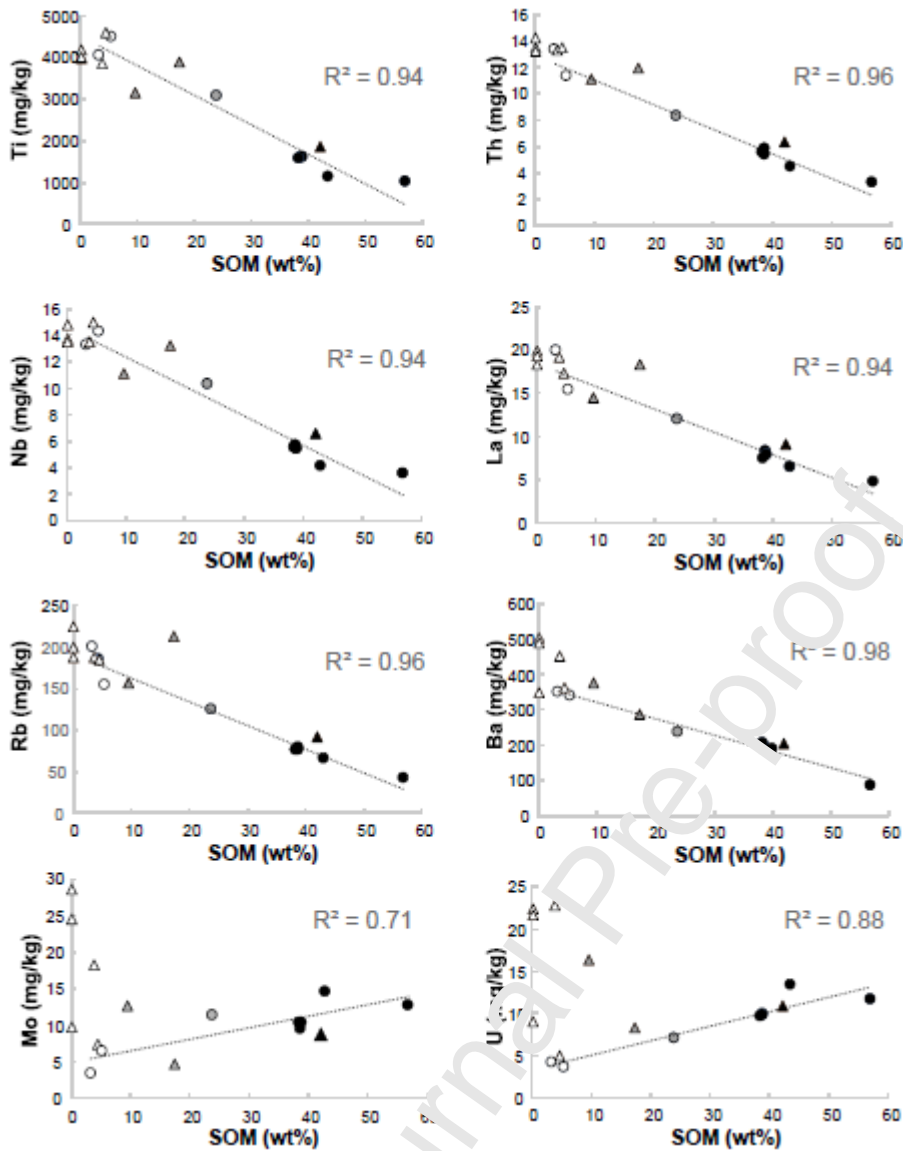 5000
4000
3000
2000
1000
0
Ti (mg/kg)
R² = 0.94
0 10 20 30 40 50 60
SOM (wt%)
16
14
12
10
8
6
4
2
0
Th (mg/kg)
R² = 0.96
0 10 20 30 40 50 60
SOM (wt%)
16
14
12
10
8
6
4
2
0
Nb (mg/kg)
R² = 0.94
0 10 20 30 40 50 60
SOM (wt%)
25
20
15
10
5
0
La (mg/kg)
R² = 0.94
0 10 20 30 40 50 60
SOM (wt%)
250
200
150
100
50
0
Rb (mg/kg)
R² = 0.96
0 10 20 30 40 50 60
SOM (wt%)
600
500
400
300
200
100
0
Ba (mg/kg)
R² = 0.98
0 10 20 30 40 50 60
SOM (wt%)
30
25
20
15
10
5
0
Mo (mg/kg)
R² = 0.71
0 10 20 30 40 50 60
SOM (wt%)
25
20
15
10
5
0
U (mg/kg)
R² = 0.88
0 10 20 30 40 50 60
SOM (wt%)
urnal Pre-proof